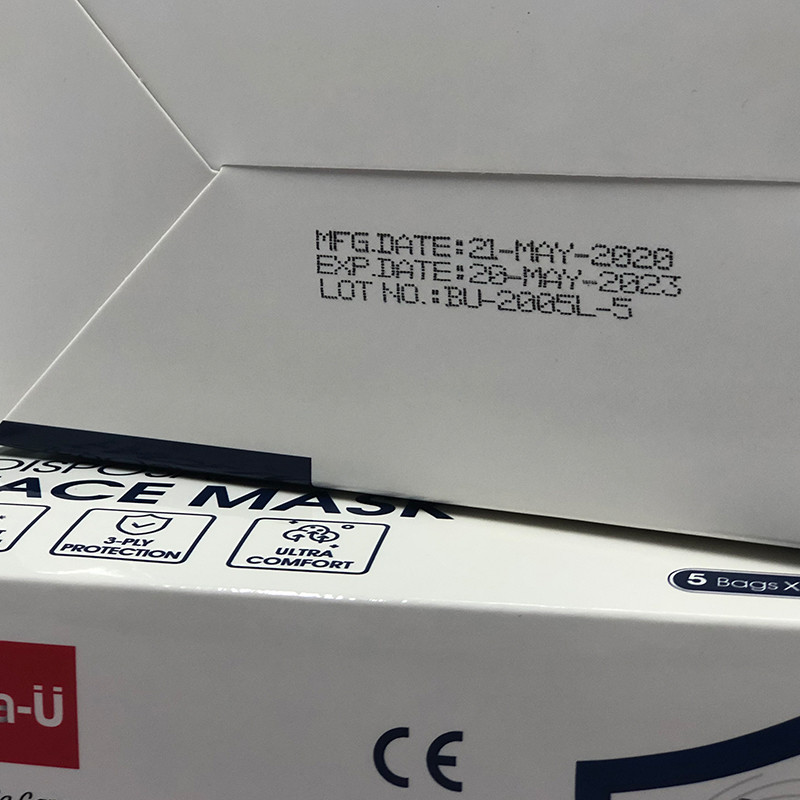 MFG.DATE:21-MAY-2020
EXP.DATE:20-MAY-2023
LOT NO.:BU-2005L-5
FACE MASK
3-PLY
PROTECTION
ULTRA
COMFORT
5 Bags X
a-Ü
CE